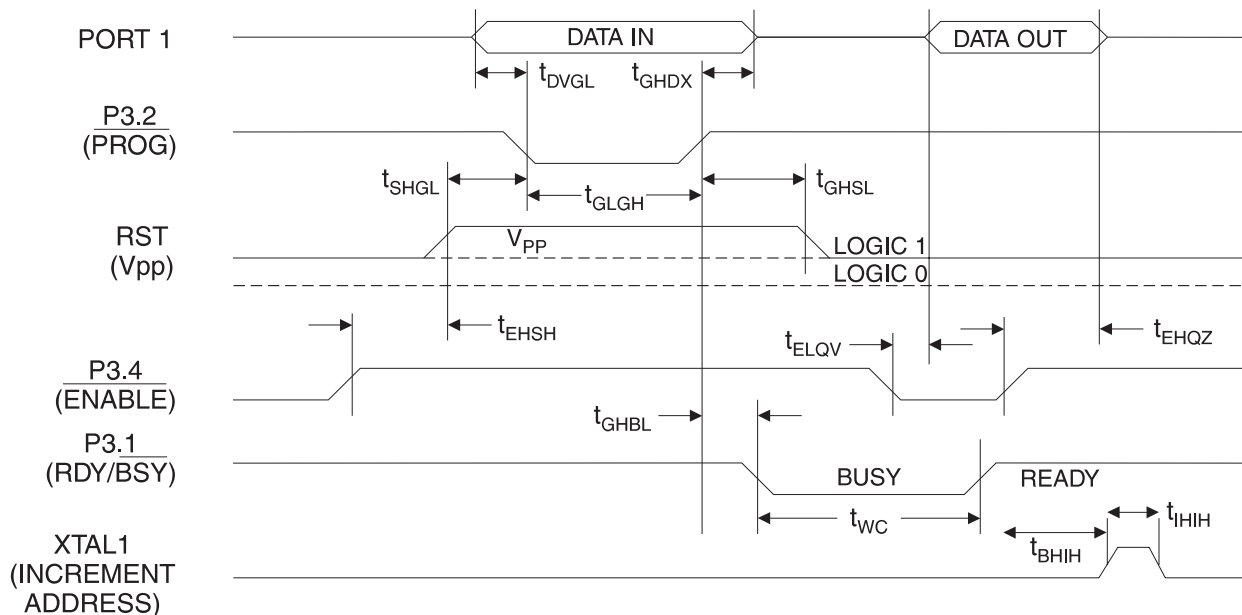 PORT 1
DATA IN
DATA OUT
tDVGL
tGHDX
P3.2
(PROG)
tSHGL
tGLGH
tGHSL
RST
(Vpp)
VPP
LOGIC 1
LOGIC 0
tEHSH
tELQV
tEHQZ
P3.4
(ENABLE)
tGHBL
P3.1
(RDY/BSY)
BUSY
READY
tWC
tIHIH
tBHIH
XTAL1
(INCREMENT
ADDRESS)